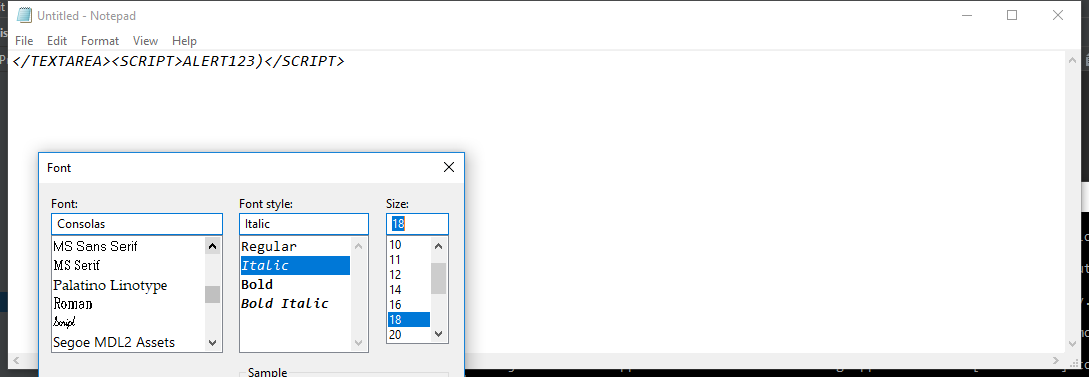 Untitled - Notepad
File Edit Format View Help
</TEXTAREA><SCRIPT>ALERT123)</SCRIPT>
Font
Font: Font style: Size:
Consolas Italic 18
MS Sans Serif
MS Serif
Palatino Linotype
Roman
Script
Segoe MDL2 Assets
Regular
Italic
Bold
Bold Italic
10
11
12
14
16
18
20
Sample